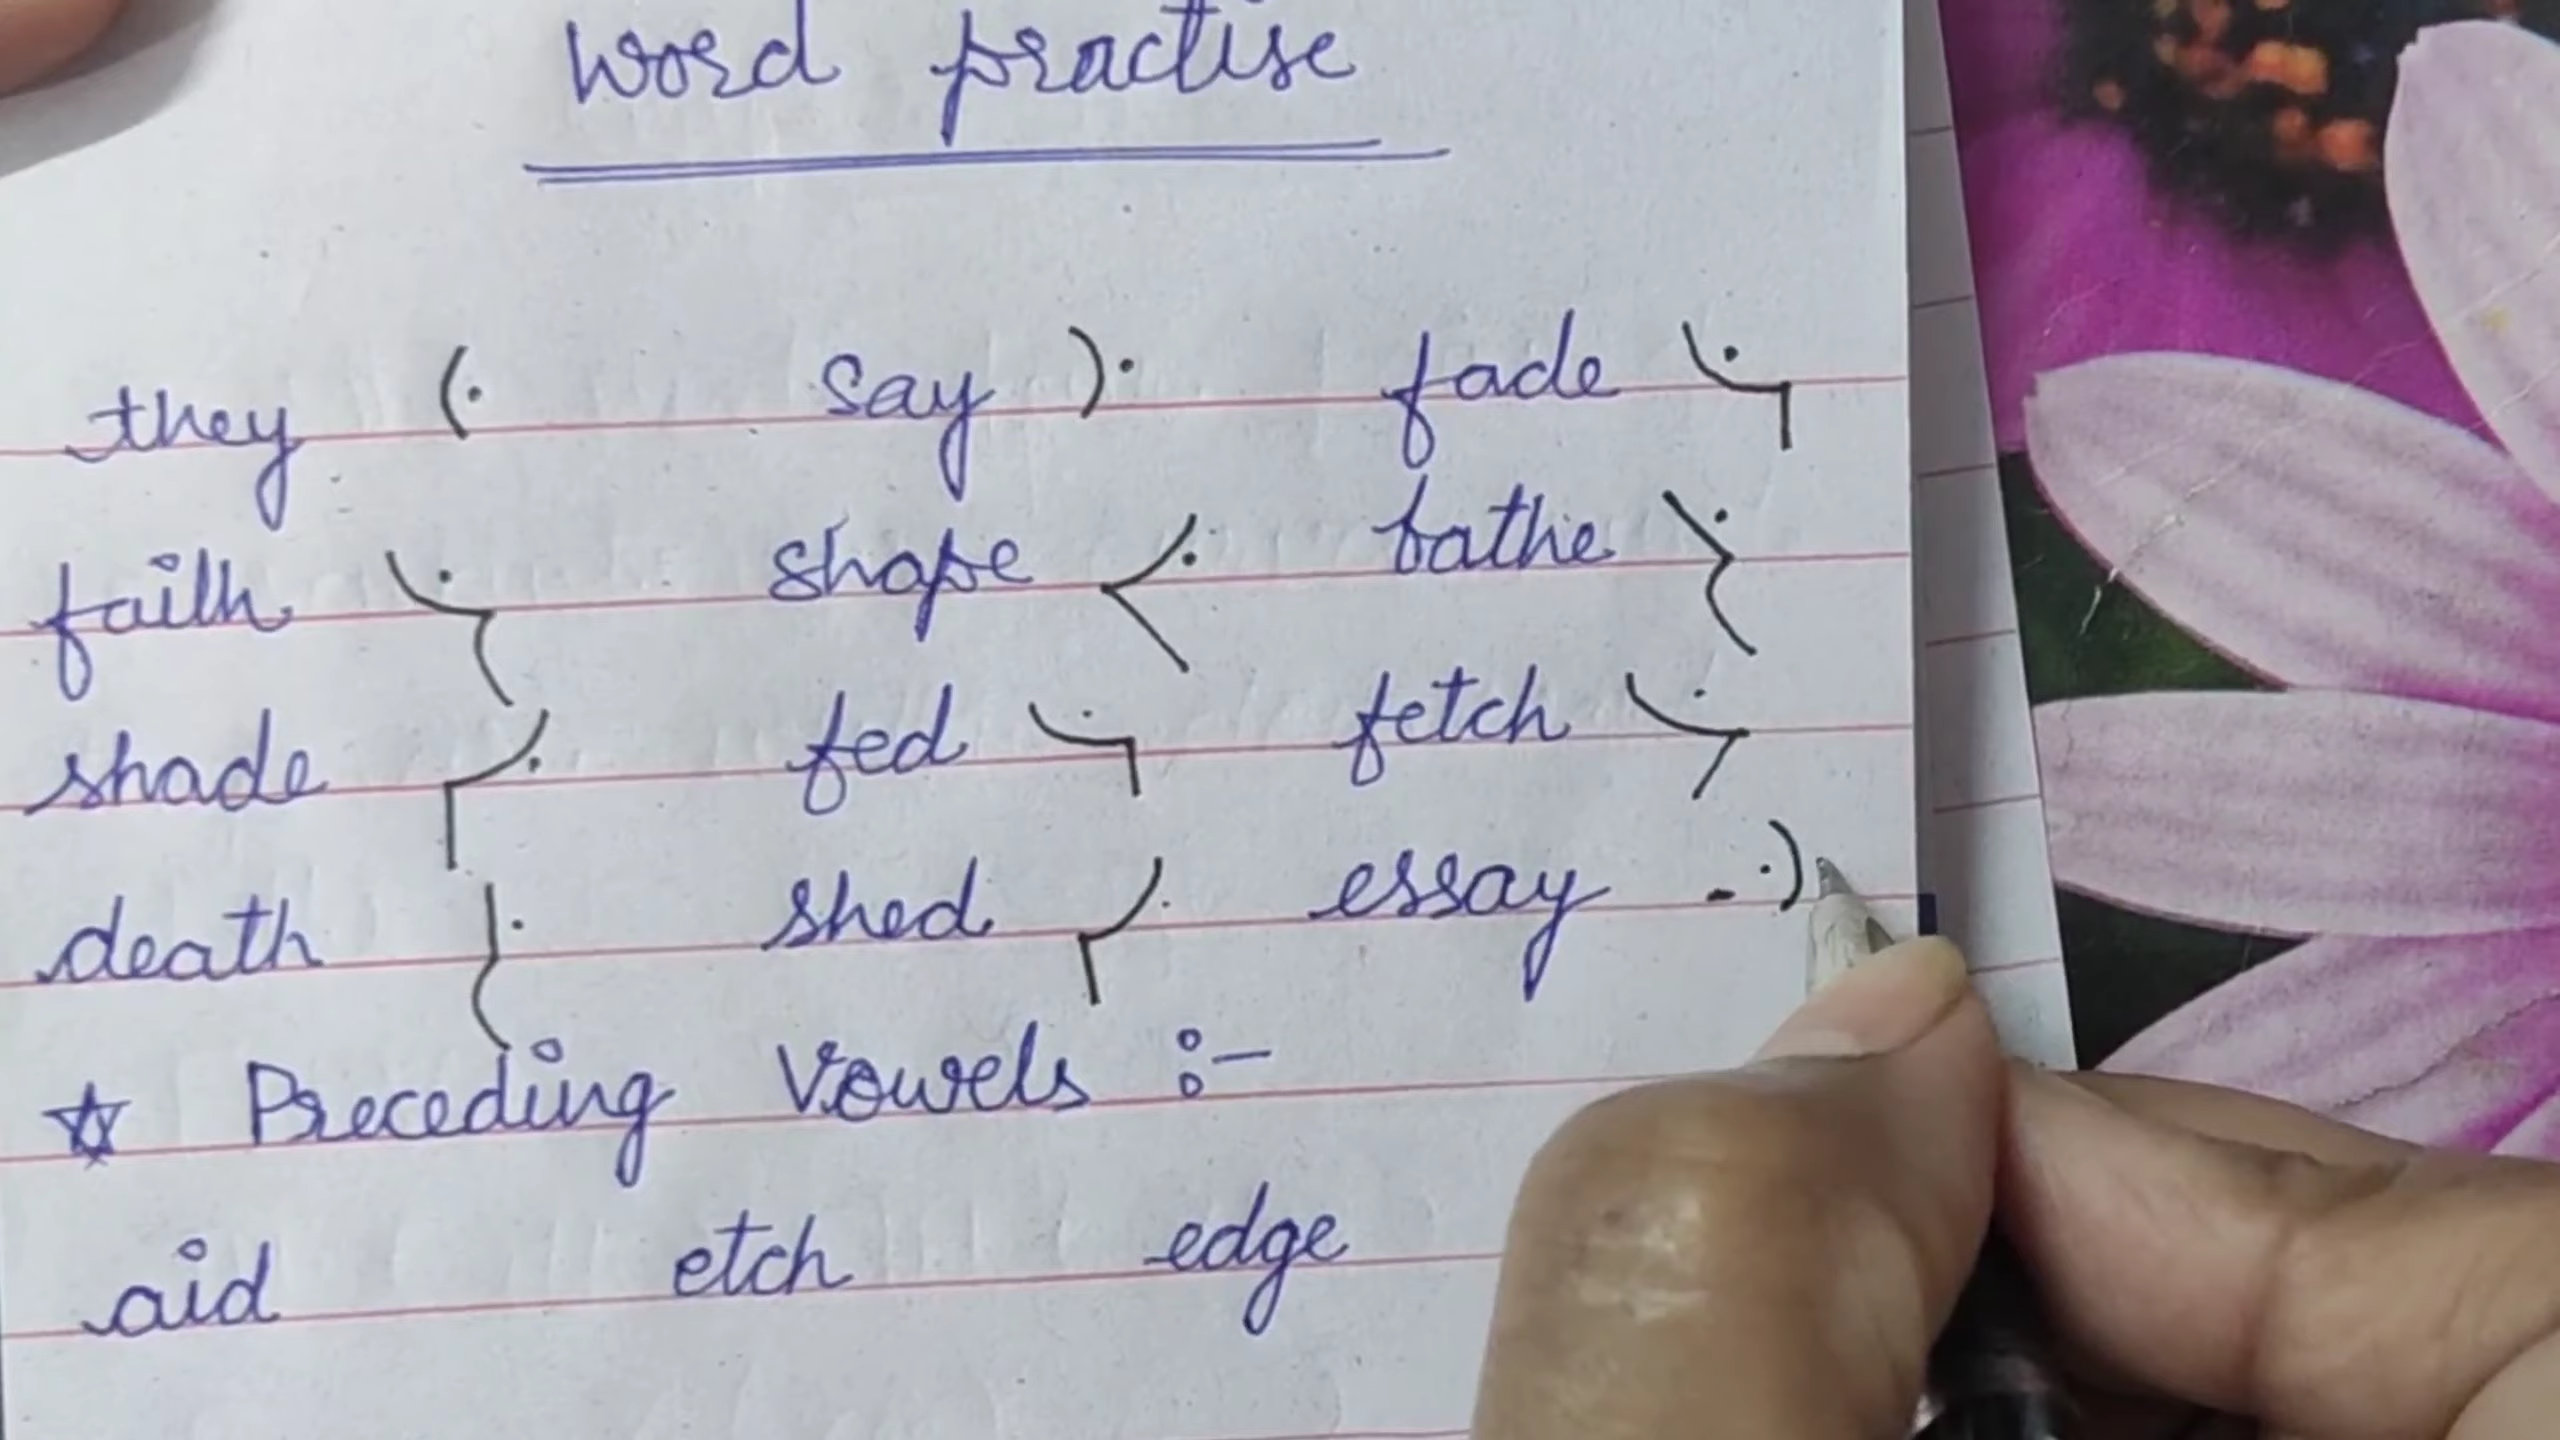 Word practise
they say fade
faith shape bathe
shade fed fetch
death shed essay -
☆ Preceding Vowels :-
aid etch edge